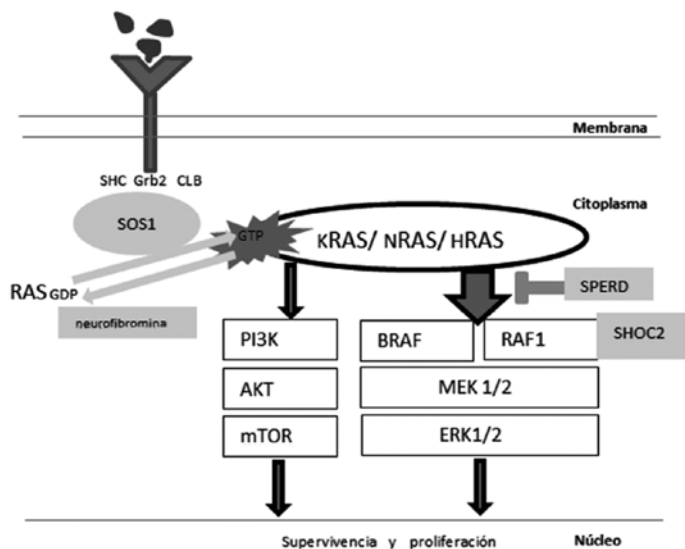 Membrana
SHC Grb2 CLB
Citoplasma
SOS1
GTP
KRAS/ NRAS/ HRAS
RAS GDP
SPERD
neurofibromina
PI3K
BRAF
RAF1
SHOC2
AKT
MEK 1/2
mTOR
ERK1/2
Supervivencia y proliferación
Núcleo